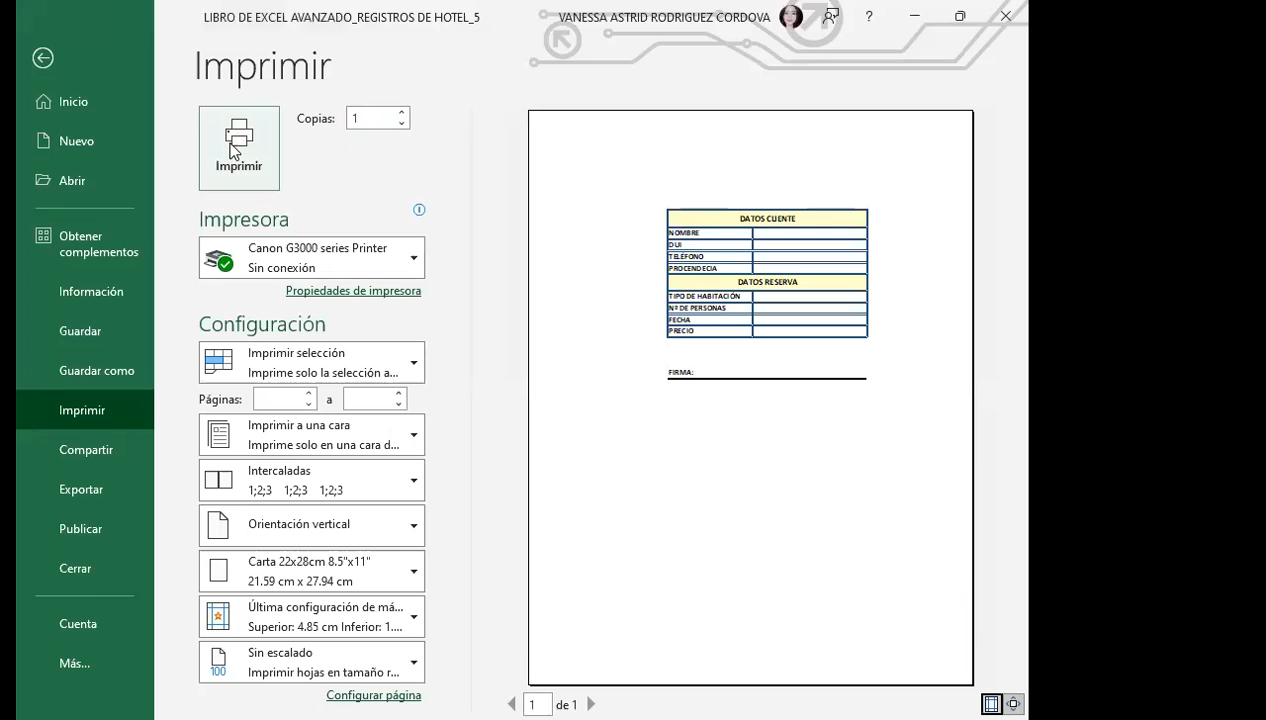 LIBRO DE EXCEL AVANZADO_REGISTROS DE HOTEL_5
VANESSA ASTRID RODRIGUEZ CORDOVA
?
Inicio
Nuevo
Abrir
Obtener
complementos
Información
Guardar
Guardar como
Imprimir
Compartir
Exportar
Publicar
Cerrar
Cuenta
Más...
Imprimir
Imprimir
Copias: 1
Impresora
Canon G3000 series Printer
Sin conexión
Propiedades de impresora
Configuración
Imprimir selección
Imprime solo la selección a...
Páginas: a
Imprimir a una cara
Imprime solo en una cara d...
Intercaladas
1;2;3 1;2;3 1;2;3
Orientación vertical
Carta 22x28cm 8.5"x11"
21.59 cm x 27.94 cm
Última configuración de má...
Superior: 4.85 cm Inferior: 1....
Sin escalado
100
Imprimir hojas en tamaño r...
Configurar página
DATOS CLIENTE
NOMBRE
DUI
TELÉFONO
PROCENDECIA
DATOS RESERVA
TIPO DE HABITACIÓN
Nº DE PERSONAS
FECHA
PRECIO
FIRMA:
1 de 1